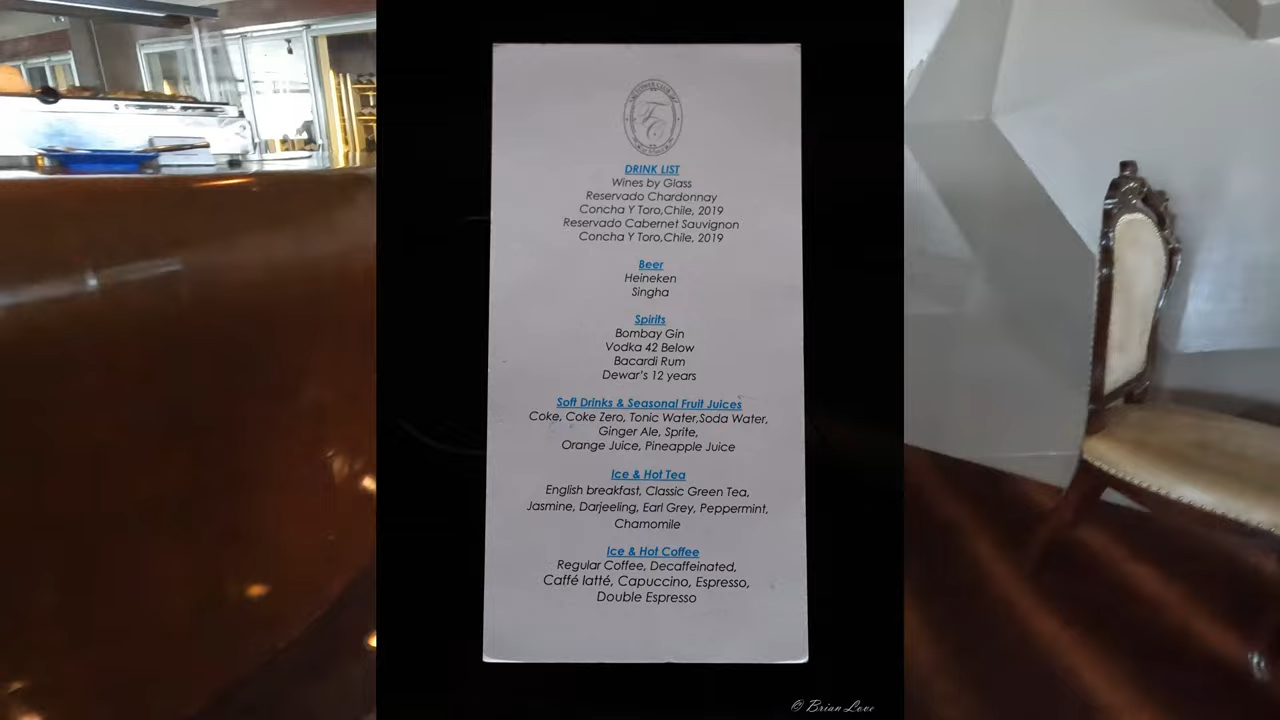 DRINK LIST
Wines by Glass
Reservado Chardonnay
Concha Y Toro,Chile, 2019
Reservado Cabernet Sauvignon
Concha Y Toro,Chile, 2019
Beer
Heineken
Singha
Spirits
Bombay Gin
Vodka 42 Below
Bacardi Rum
Dewar's 12 years
Soft Drinks & Seasonal Fruit Juices
Coke, Coke Zero, Tonic Water,Soda Water,
Ginger Ale, Sprite,
Orange Juice, Pineapple Juice
Ice & Hot Tea
English breakfast, Classic Green Tea,
Jasmine, Darjeeling, Earl Grey, Peppermint,
Chamomile
Ice & Hot Coffee
Regular Coffee, Decaffeinated,
Caffé latté, Capuccino, Espresso,
Double Espresso
© Brian Love